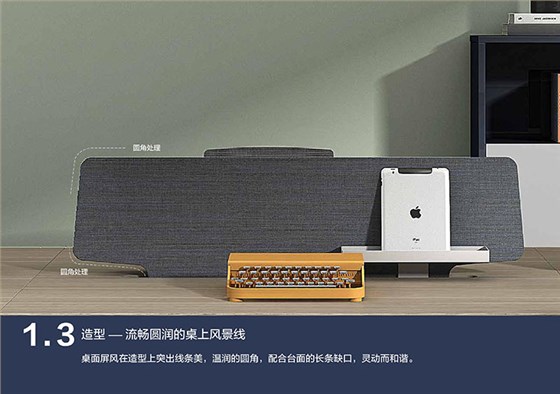 圆角处理
圆角处理
1.3 造型 — 流畅圆润的桌上风景线
桌面屏风在造型上突出线条美，温润的圆角，配合台面的长条缺口，灵动而和谐。